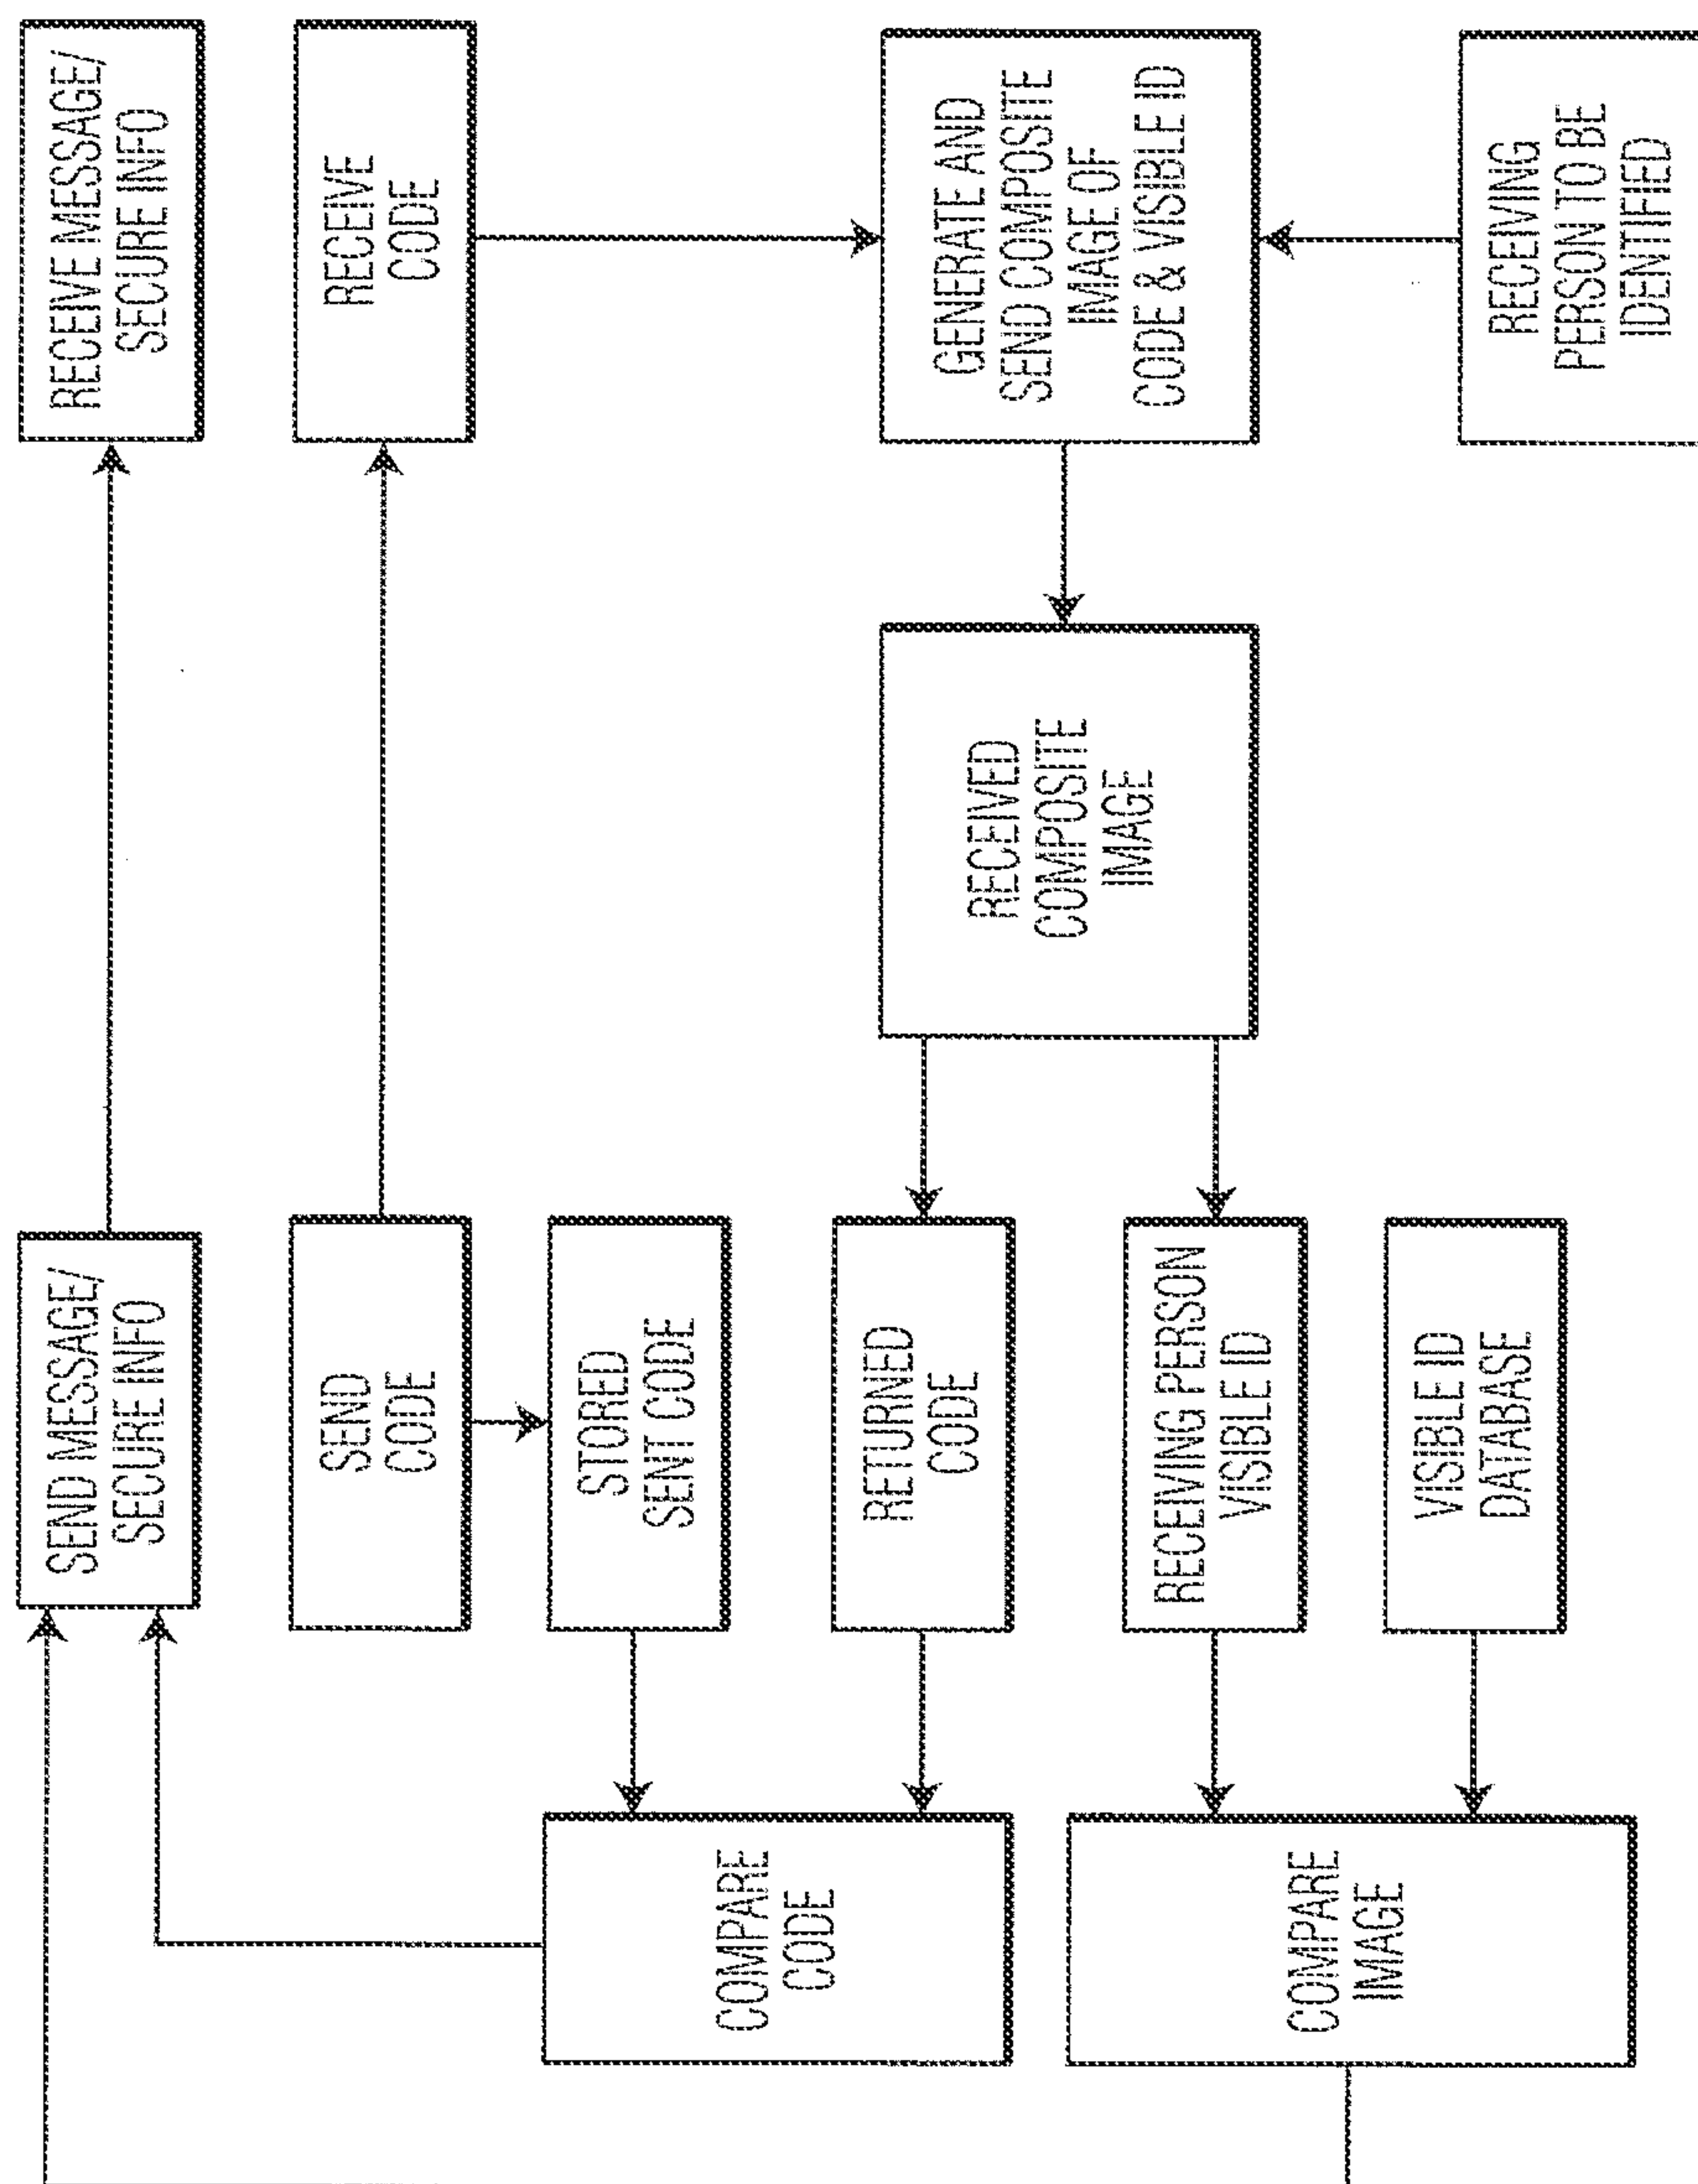 SEND MESSAGE/
SECURE INFO
RECEIVE MESSAGE/
SECURE INFO
SEND
CODE
RECEIVE
CODE
STORED
SENT CODE
COMPARE
CODE
RETURNED
CODE
RECEIVED
COMPOSITE
IMAGE
GENERATE AND
SEND COMPOSITE
IMAGE OF
CODE & VISIBLE ID
RECEIVING PERSON
VISIBLE ID
COMPARE
IMAGE
VISIBLE ID
DATABASE
RECEIVING
PERSON TO BE
IDENTIFIED